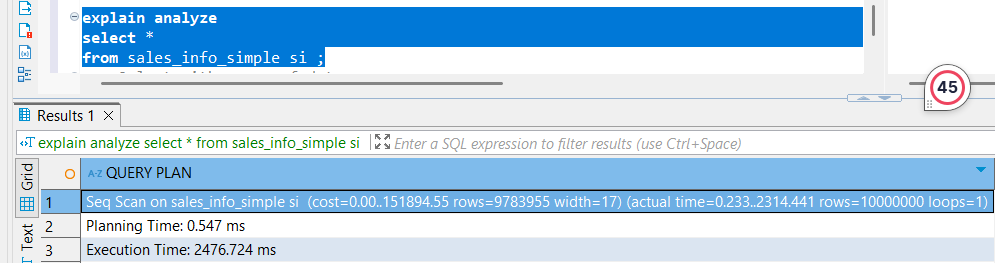 explain analyze
select *
from sales_info_simple si ;
45
Results 1
explain analyze select * from sales_info_simple si
Enter a SQL expression to filter results (use Ctrl+Space)
Grid
A-Z QUERY PLAN
1 Seq Scan on sales_info_simple si (cost=0.00..151894.55 rows=9783955 width=17) (actual time=0.233..2314.441 rows=10000000 loops=1)
2 Planning Time: 0.547 ms
Text
3 Execution Time: 2476.724 ms